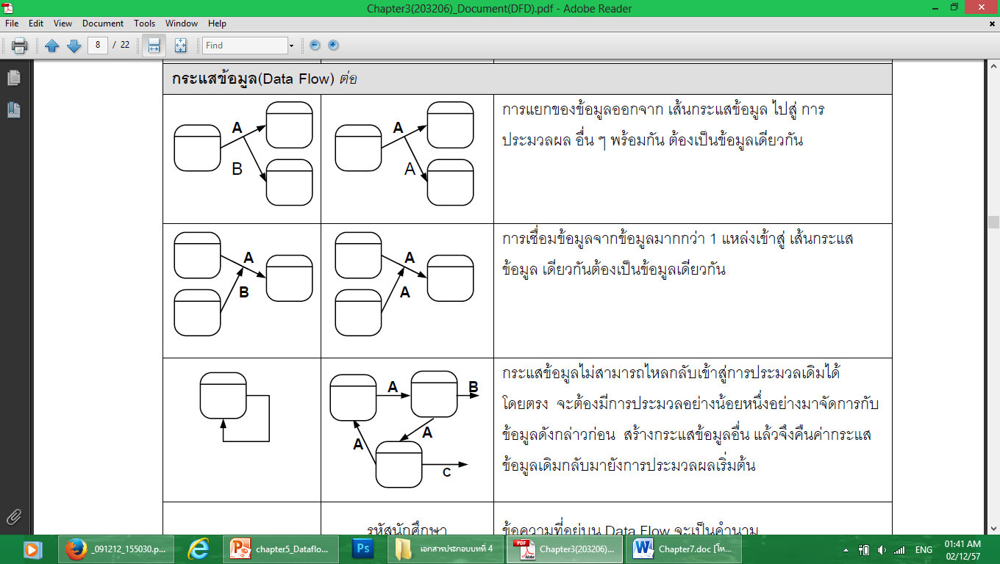 Chapter3(203206)_Document(DFD).pdf - Adobe Reader
File Edit View Document Tools Window Help
8 / 22 Find
กระแสข้อมูล(Data Flow) ต่อ
A
B
A
A
การแยกของข้อมูลออกจาก เส้นกระแสข้อมูล ไปสู่ การ
ประมวลผล อื่น ๆ พร้อมกัน ต้องเป็นข้อมูลเดียวกัน
A
B
A
A
การเชื่อมข้อมูลจากข้อมูลมากกว่า 1 แหล่งเข้าสู่ เส้นกระแส
ข้อมูล เดียวกันต้องเป็นข้อมูลเดียวกัน
A
B
A
A
C
กระแสข้อมูลไม่สามารถไหลกลับเข้าสู่การประมวลเดิมได้
โดยตรง จะต้องมีการประมวลอย่างน้อยหนึ่งอย่างมาจัดการกับ
ข้อมูลดังกล่าวก่อน สร้างกระแสข้อมูลอื่น แล้วจึงคืนค่ากระแส
ข้อมูลเดิมกลับมายังการประมวลผลเริ่มต้น
รหัสนักศึกษา
ข้อความที่อยู่บน Data Flow จะเป็นคำนาม
_091212_155030.p... chapter5_Dataflo... Ps เอกสารประกอบบทที่ 4 Chapter3(203206)... Chapter7.doc [โห... ENG 01:41 AM
02/12/57